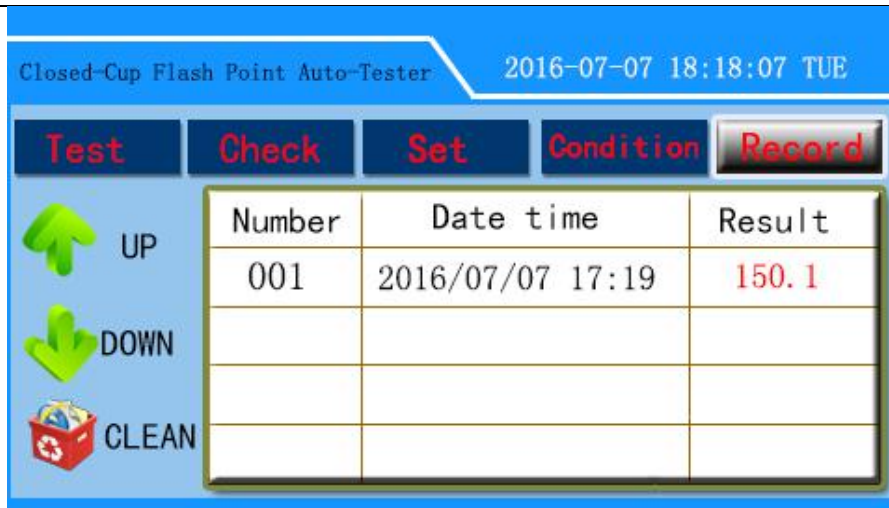 Closed-Cup Flash Point Auto-Tester
2016-07-07 18:18:07 TUE
Test Check Set Condition Record
UP
DOWN
CLEAN
Number Date time Result
001 2016/07/07 17:19 150.1